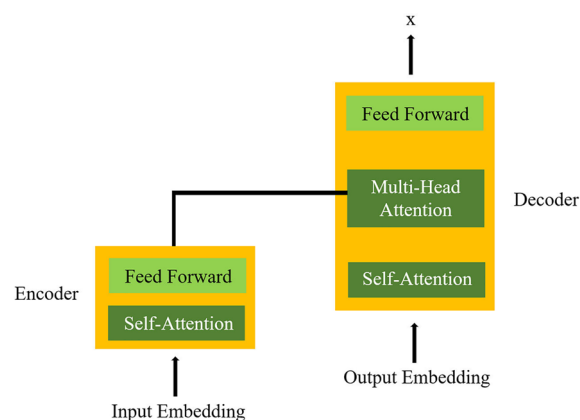 x
Feed Forward
Multi-Head
Attention
Decoder
Self-Attention
Output Embedding
Encoder
Feed Forward
Self-Attention
Input Embedding